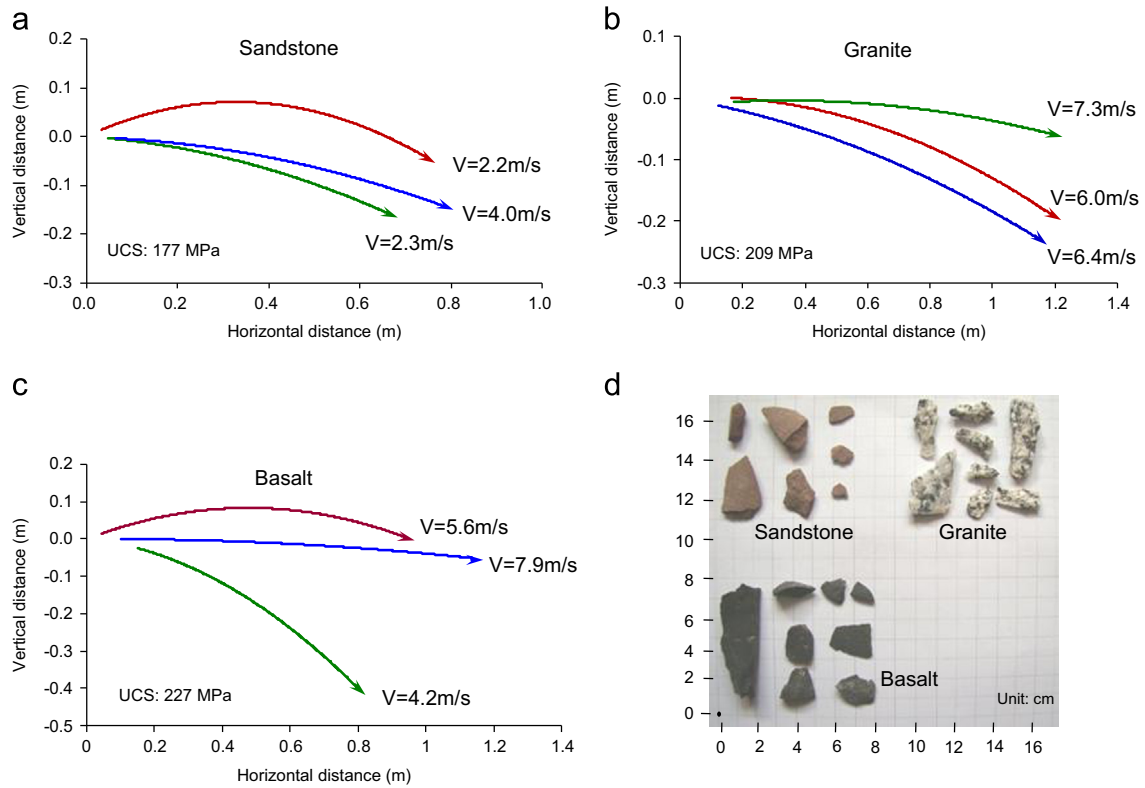 a
Sandstone
Vertical distance (m)
0.2
0.1
0.0
-0.1
-0.2
-0.3
V=2.2m/s
V=4.0m/s
V=2.3m/s
UCS: 177 MPa
0.0 0.2 0.4 0.6 0.8 1.0
Horizontal distance (m)
b
Granite
Vertical distance (m)
0.1
0.0
-0.1
-0.2
-0.3
V=7.3m/s
V=6.0m/s
V=6.4m/s
UCS: 209 MPa
0 0.2 0.4 0.6 0.8 1 1.2 1.4
Horizontal distance (m)
c
Basalt
Vertical distance (m)
0.2
0.1
0.0
-0.1
-0.2
-0.3
-0.4
-0.5
V=5.6m/s
V=7.9m/s
V=4.2m/s
UCS: 227 MPa
0 0.2 0.4 0.6 0.8 1 1.2 1.4
Horizontal distance (m)
d
16
14
12
10
8
6
4
2
0
Sandstone
Granite
Basalt
Unit: cm
0 2 4 6 8 10 12 14 16